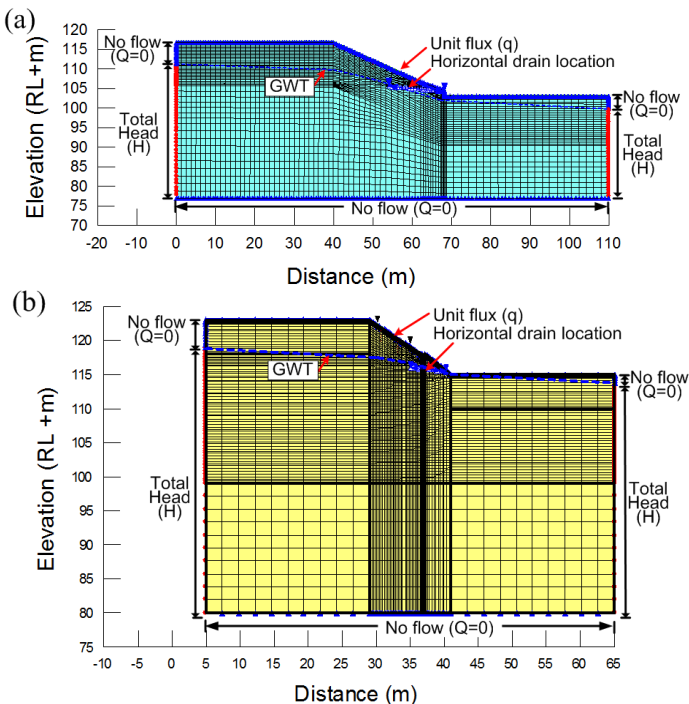 (a)
Elevation (RL+m)
120
115
110
105
100
95
90
85
80
75
70
No flow
(Q=0)
Total
Head
(H)
GWT
Unit flux (q)
Horizontal drain location
No flow
(Q=0)
Total
Head
(H)
No flow (Q=0)
-20 -10 0 10 20 30 40 50 60 70 80 90 100 110
Distance (m)
(b)
Elevation (RL +m)
125
120
115
110
105
100
95
90
85
80
75
No flow
(Q=0)
Total
Head
(H)
GWT
Unit flux (q)
Horizontal drain location
No flow
(Q=0)
Total
Head
(H)
No flow (Q=0)
-10 -5 0 5 10 15 20 25 30 35 40 45 50 55 60 65
Distance (m)